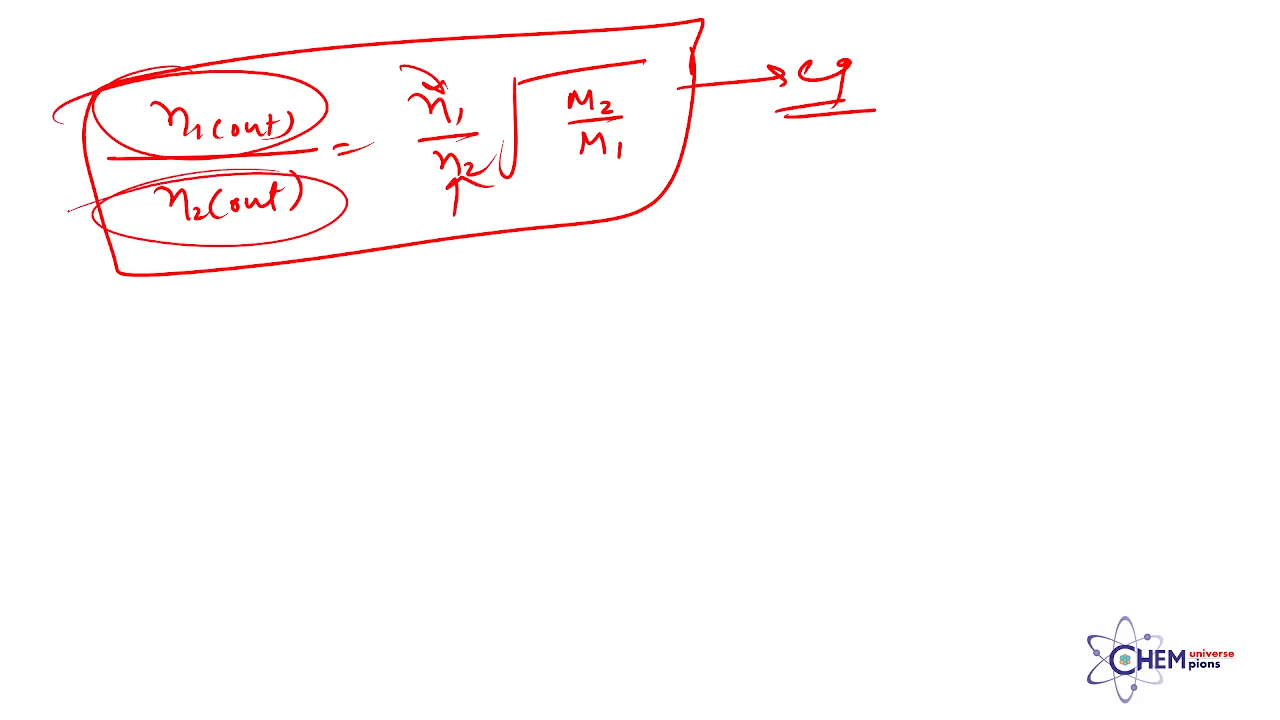 n₁(out) / n₂(out) = n₁ / n₂ √(M₂ / M₁)
CHEM universe pions